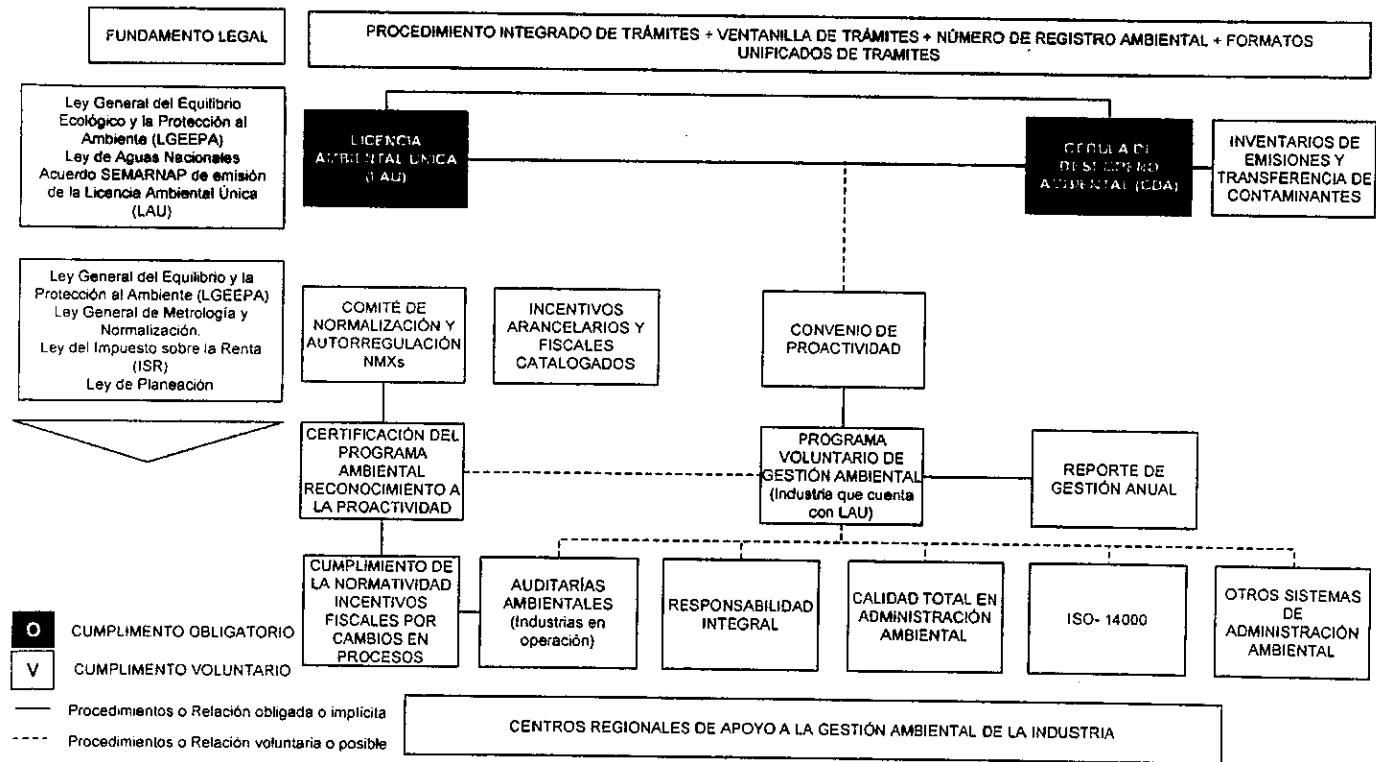 FUNDAMENTO LEGAL
PROCEDIMIENTO INTEGRADO DE TRÁMITES + VENTANILLA DE TRÁMITES + NÚMERO DE REGISTRO AMBIENTAL + FORMATOS
UNIFICADOS DE TRAMITES
Ley General del Equilibrio
Ecológico y la Protección al
Ambiente (LGEEPA)
Ley de Aguas Nacionales
Acuerdo SEMARNAP de emisión
de la Licencia Ambiental Única
(LAU)
LICENCIA
AMBIENTAL ÚNICA
(LAU)
CEDULA DE
DESEMPEÑO
AMBIENTAL (CDA)
INVENTARIOS DE
EMISIONES Y
TRANSFERENCIA DE
CONTAMINANTES
Ley General del Equilibrio y la
Protección al Ambiente (LGEEPA)
Ley General de Metrología y
Normalización.
Ley del Impuesto sobre la Renta
(ISR)
Ley de Planeación
COMITÉ DE
NORMALIZACIÓN Y
AUTORREGULACIÓN
NMXs
INCENTIVOS
ARANCELARIOS Y
FISCALES
CATALOGADOS
CONVENIO DE
PROACTIVIDAD
CERTIFICACIÓN DEL
PROGRAMA
AMBIENTAL
RECONOCIMIENTO A
LA PROACTIVIDAD
PROGRAMA
VOLUNTARIO DE
GESTIÓN AMBIENTAL
(Industria que cuenta
con LAU)
REPORTE DE
GESTIÓN ANUAL
CUMPLIMIENTO DE
LA NORMATIVIDAD
INCENTIVOS
FISCALES POR
CAMBIOS EN
PROCESOS
AUDITARÍAS
AMBIENTALES
(Industrias en
operación)
RESPONSABILIDAD
INTEGRAL
CALIDAD TOTAL EN
ADMINISTRACIÓN
AMBIENTAL
ISO- 14000
OTROS SISTEMAS
DE
ADMINISTRACIÓN
AMBIENTAL
O CUMPLIMENTO OBLIGATORIO
V CUMPLIMENTO VOLUNTARIO
Procedimientos o Relación obligada o implícita
Procedimientos o Relación voluntaria o posible
CENTROS REGIONALES DE APOYO A LA GESTIÓN AMBIENTAL DE LA INDUSTRIA